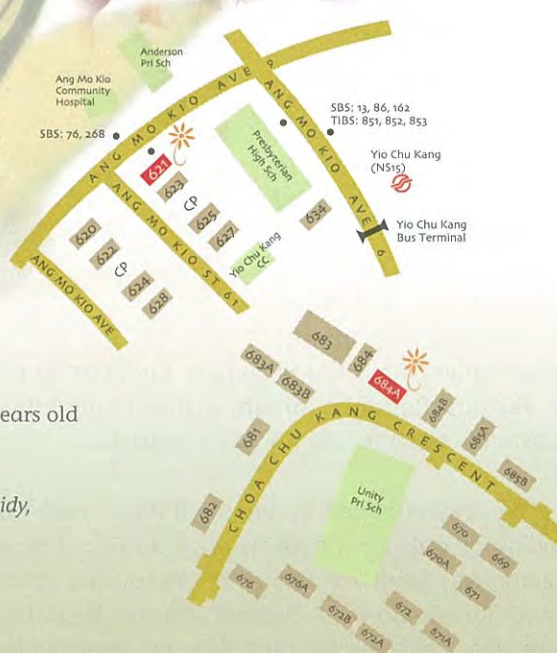 Anderson
Pri Sch
Ang Mo Kio
Community
Hospital
SBS: 76, 268
ANG MO KIO AVE 9
ANG MO KIO AVE 6
SBS: 13, 86, 162
TIBS: 851, 852, 853
Yio Chu Kang
(NS15)
Yio Chu Kang
Bus Terminal
Presbyterian
High Sch
621
623
CP
625
627
634
Yio Chu Kang
CC
ANG MO KIO ST 61
620
622
CP
624
628
ANG MO KIO AVE
683
684
684A
683A
683B
684B
685A
685B
681
682
CHOA CHU KANG CRESCENT
Unity
Pri Sch
676
676A
672B
672A
672
671A
670
670A
669
671
ears old
idy,